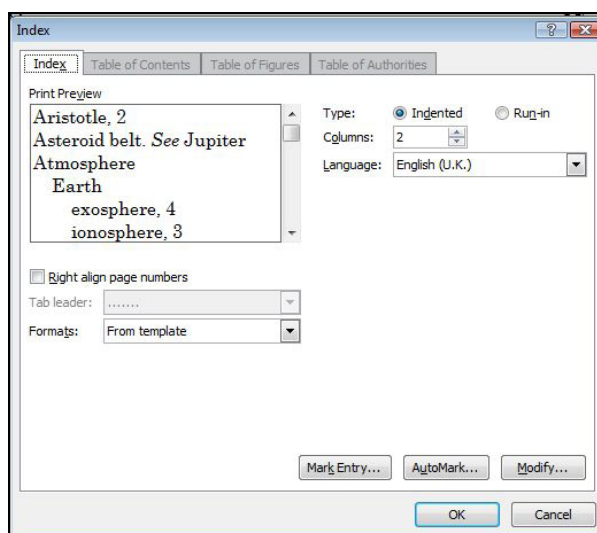 Index
Index Table of Contents Table of Figures Table of Authorities
Print Preview
Aristotle, 2
Asteroid belt. See Jupiter
Atmosphere
Earth
exosphere, 4
ionosphere, 3
Type: Indented Run-in
Columns: 2
Language: English (U.K.)
Right align page numbers
Tab leader: .......
Formats: From template
Mark Entry... AutoMark... Modify...
OK Cancel